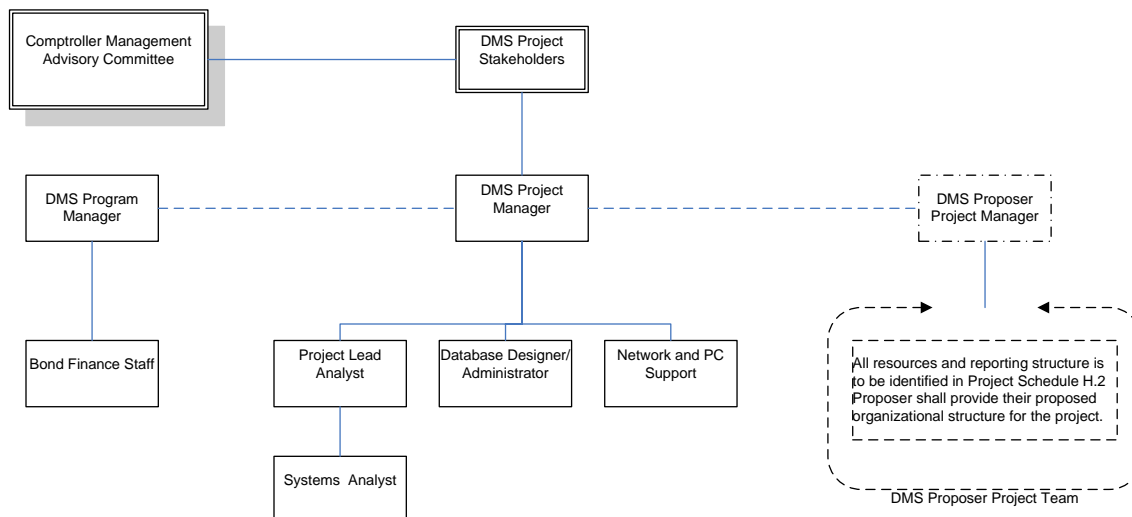 Comptroller Management
Advisory Committee
DMS Project
Stakeholders
DMS Program
Manager
DMS Project
Manager
DMS Proposer
Project Manager
Bond Finance Staff
Project Lead
Analyst
Database Designer/
Administrator
Network and PC
Support
All resources and reporting structure is
to be identified in Project Schedule H.2
Proposer shall provide their proposed
organizational structure for the project.
Systems Analyst
DMS Proposer Project Team